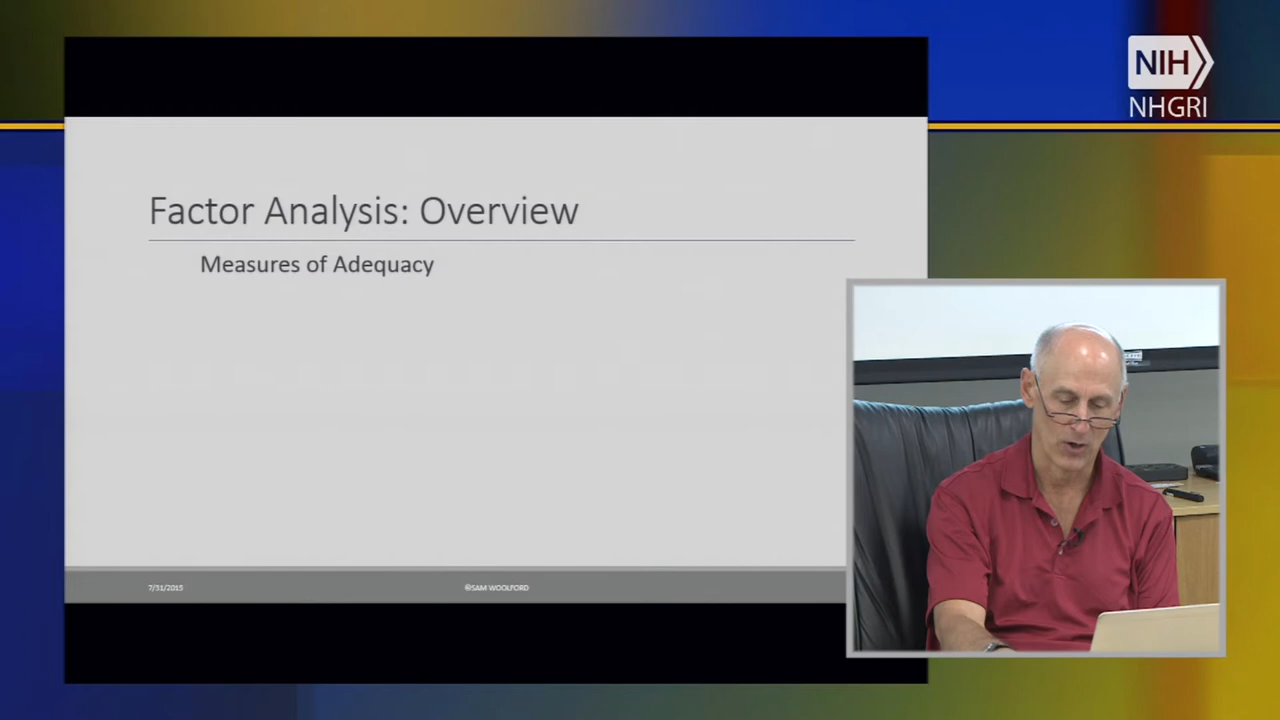 NIH
NHGRI
Factor Analysis: Overview
Measures of Adequacy
7/31/2015
©SAM WOOLFORD